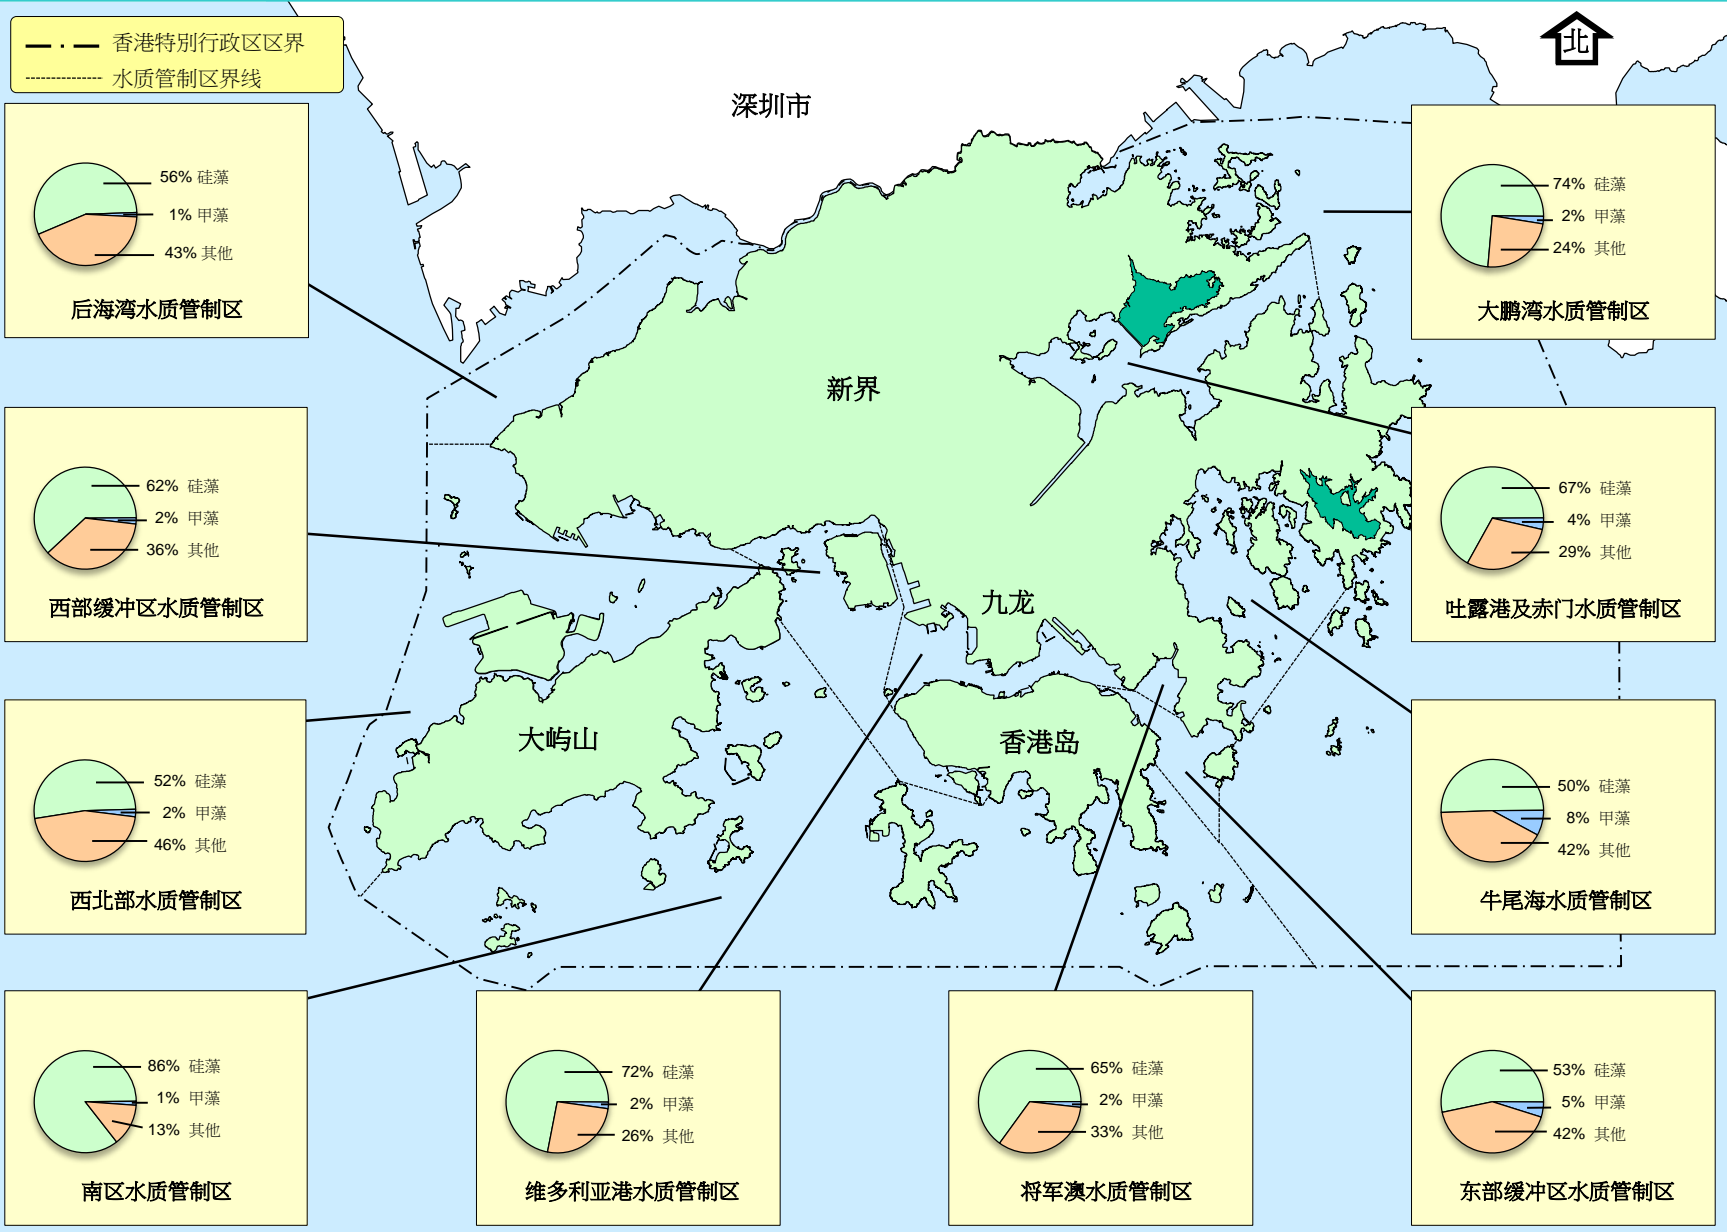 香港特別行政区区界
水质管制区界线
北
深圳市
新界
九龙
大屿山
香港岛
56% 硅藻
1% 甲藻
43% 其他
后海湾水质管制区
62% 硅藻
2% 甲藻
36% 其他
西部缓冲区水质管制区
52% 硅藻
2% 甲藻
46% 其他
西北部水质管制区
86% 硅藻
1% 甲藻
13% 其他
南区水质管制区
72% 硅藻
2% 甲藻
26% 其他
维多利亚港水质管制区
65% 硅藻
2% 甲藻
33% 其他
将军澳水质管制区
74% 硅藻
2% 甲藻
24% 其他
大鹏湾水质管制区
67% 硅藻
4% 甲藻
29% 其他
吐露港及赤门水质管制区
50% 硅藻
8% 甲藻
42% 其他
牛尾海水质管制区
53% 硅藻
5% 甲藻
42% 其他
东部缓冲区水质管制区